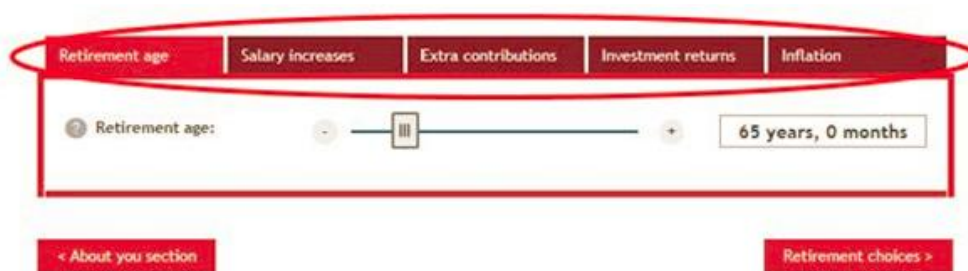 Retirement age Salary increases Extra contributions Investment returns Inflation
? Retirement age: - + 65 years, 0 months
< About you section Retirement choices >